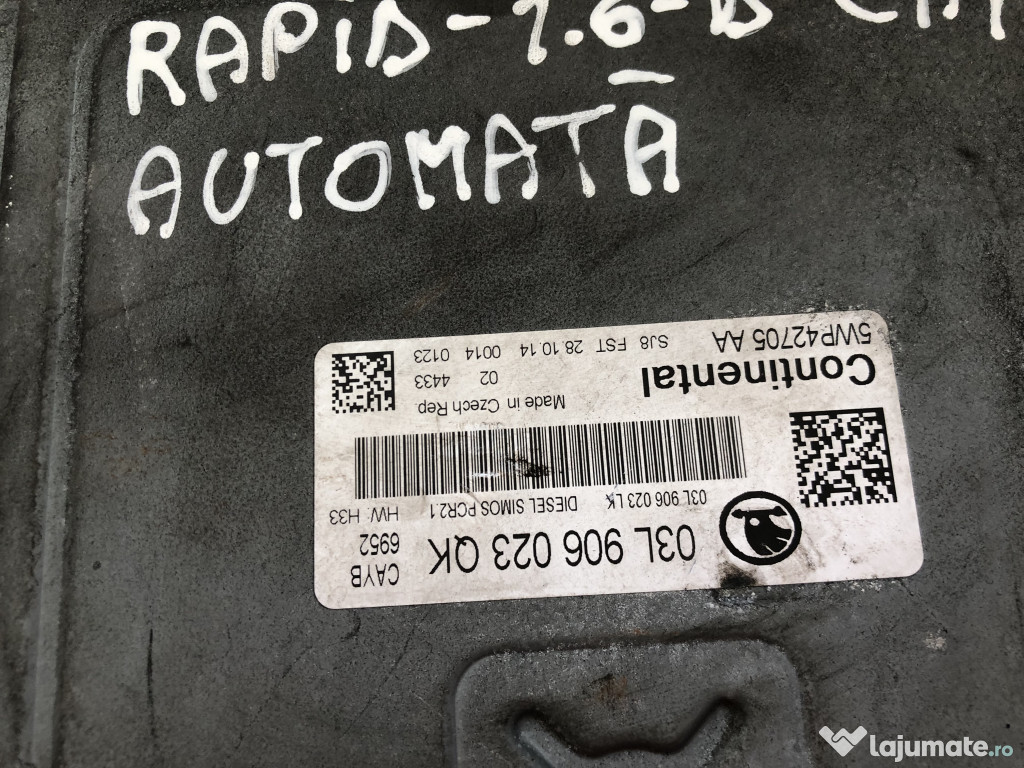 RAPID-1.6-D
AUTOMATĂ
03L 906 023 QK
CAYB
6952
03L 906 023 LK DIESEL SIMOS PCR2.1 HW: H33
Made in Czech Rep
Continental
02 4433
5WP42705 AA
SJ8 FST 28.10.14 0014 0123
lajumate.ro